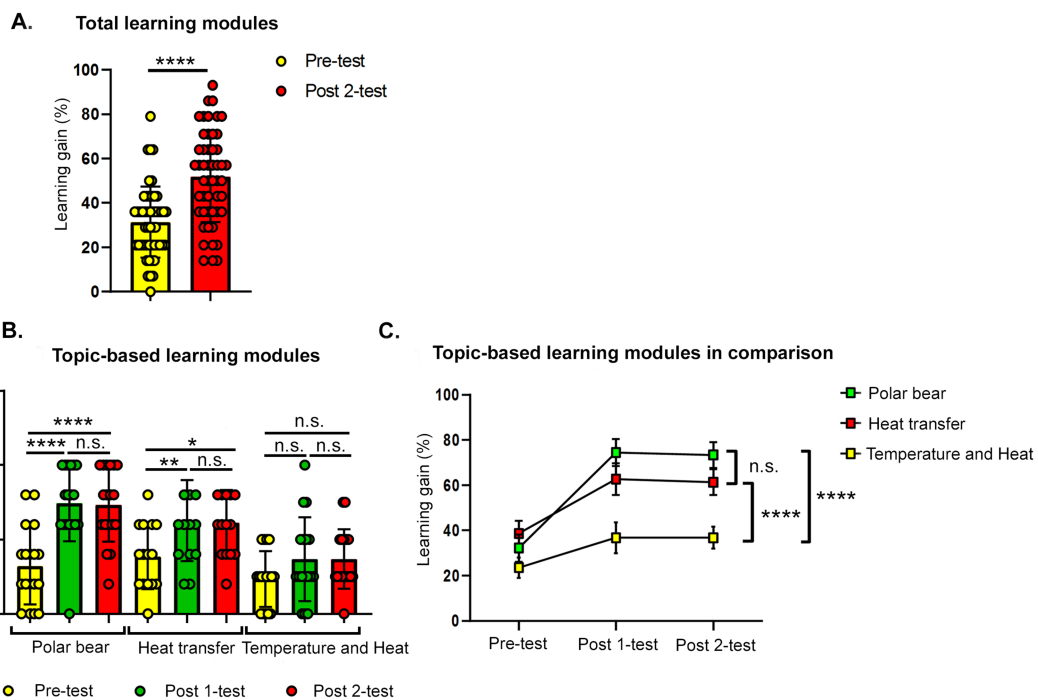 A. Total learning modules
****
Pre-test
Post 2-test
Learning gain (%)
100
80
60
40
20
0
B.
Topic-based learning modules
****
**** n.s.
*
** n.s.
n.s.
n.s. n.s.
Polar bear Heat transfer Temperature and Heat
Pre-test Post 1-test Post 2-test
C.
Topic-based learning modules in comparison
Learning gain (%)
100
80
60
40
20
0
Pre-test Post 1-test Post 2-test
Polar bear
Heat transfer
Temperature and Heat
n.s.
****
****